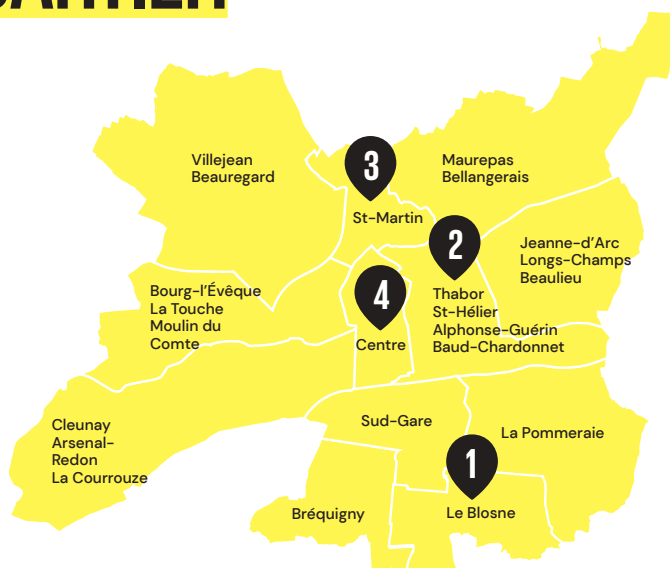 Villejean
Beauregard
3
Maurepas
Bellangerais
St-Martin
2
Jeanne-d'Arc
Longs-Champs
Beaulieu
Bourg-l'Évêque
La Touche
Moulin du
Comte
4
Thabor
St-Hélier
Alphonse-Guérin
Baud-Chardonnet
Centre
Cleunay
Arsenal-
Redon
La Courrouze
Sud-Gare
La Pommeraie
1
Bréquigny
Le Blosne